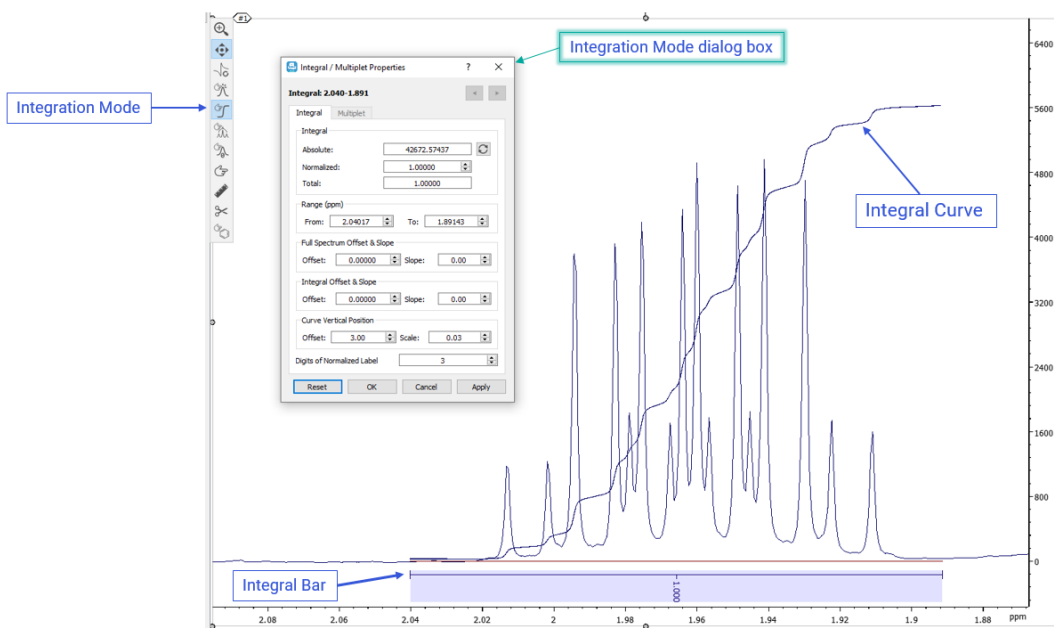 #1
Integration Mode dialog box
Integral / Multiplet Properties
?
Integral: 2.040-1.891
Integral Multiplet
Integral
Absolute: 42672.57437
Normalized: 1.00000
Total: 1.00000
Range (ppm)
From: 2.04017 To: 1.89143
Full Spectrum Offset & Slope
Offset: 0.00000 Slope: 0.00
Integral Offset & Slope
Offset: 0.00000 Slope: 0.00
Curve Vertical Position
Offset: 3.00 Scale: 0.03
Digits of Normalized Label 3
Reset OK Cancel Apply
Integration Mode
Integral Curve
Integral Bar
1.000
6400
5600
4800
4000
3200
2400
1600
800
0
2.08 2.06 2.04 2.02 2 1.98 1.96 1.94 1.92 1.9 1.88 ppm